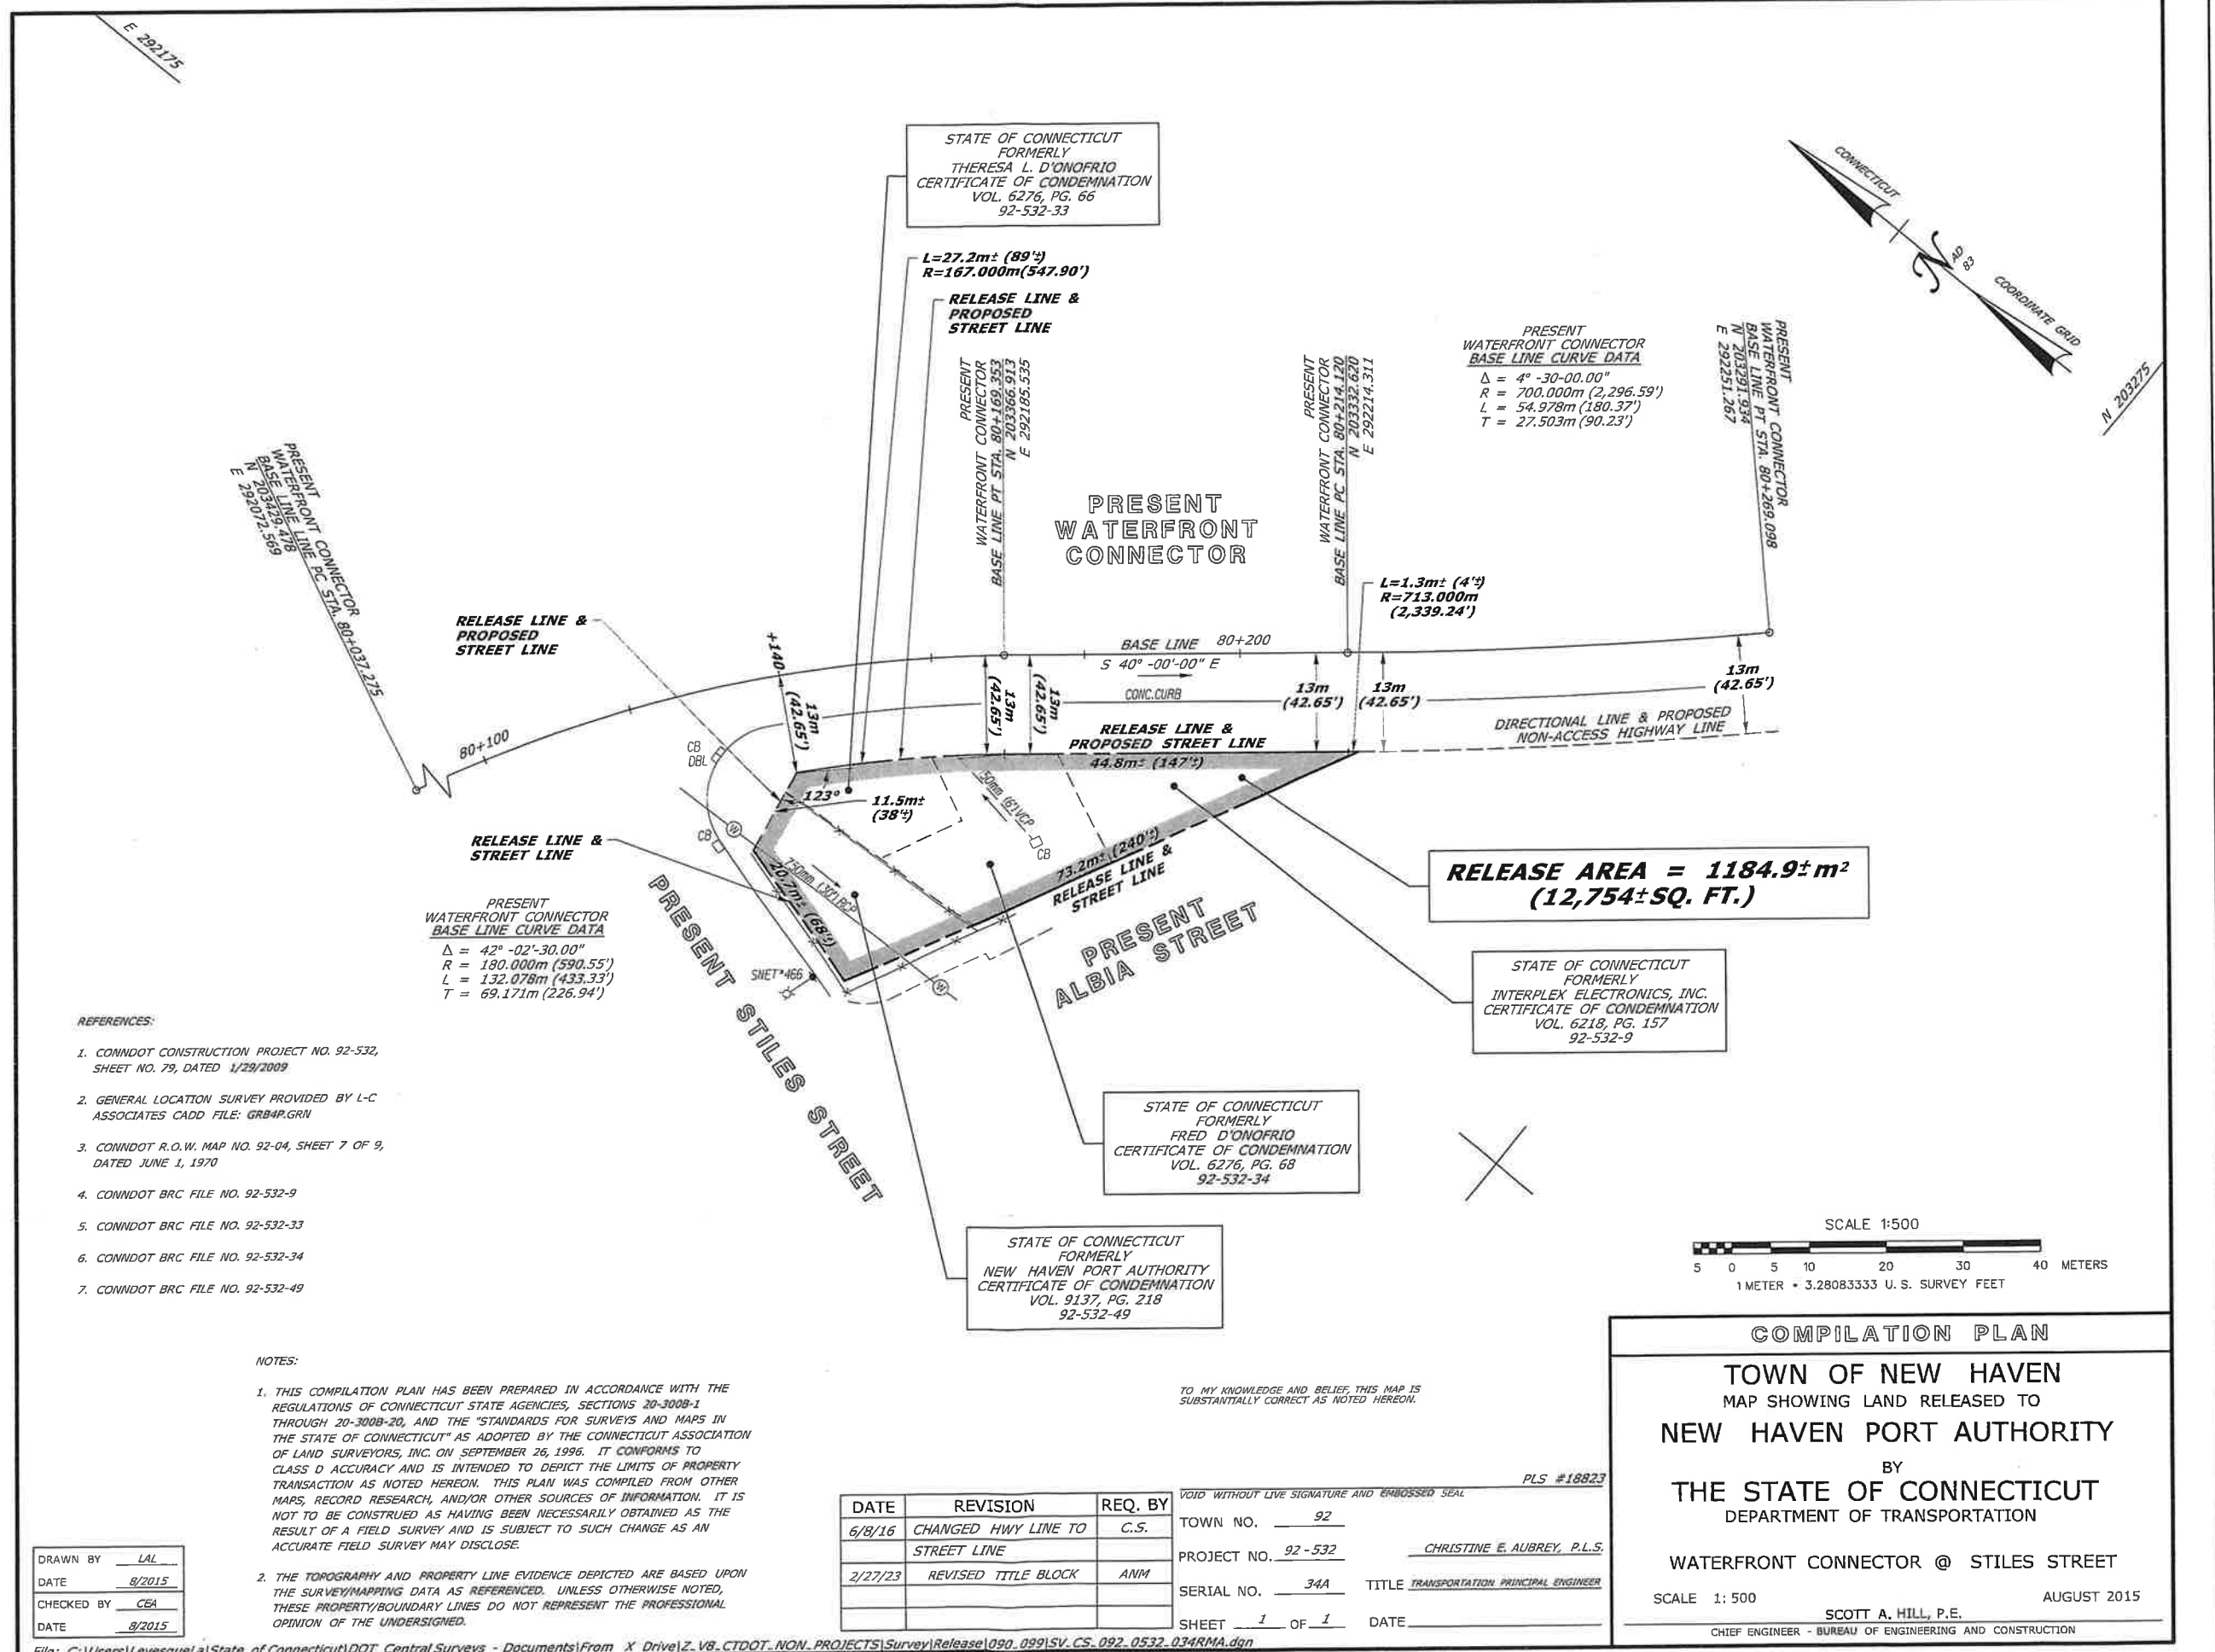 E 292175
STATE OF CONNECTICUT
FORMERLY
THERESA L. D'ONOFRIO
CERTIFICATE OF CONDEMNATION
VOL. 6276, PG. 66
92-532-33
L=27.2m± (89'±)
R=167.000m(547.90')
RELEASE LINE &
PROPOSED
STREET LINE
CONNECTICUT
N
AD
83
COORDINATE GRID
N 203275
PRESENT
WATERFRONT CONNECTOR
BASE LINE PC STA. 80+037.275
N 203429.478
E 292072.569
PRESENT
WATERFRONT CONNECTOR
BASE LINE PT STA. 80+169.353
N 203366.913
E 292185.535
PRESENT
WATERFRONT CONNECTOR
BASE LINE PC STA. 80+214.120
N 203332.620
E 292214.311
PRESENT
WATERFRONT CONNECTOR
BASE LINE CURVE DATA
Δ = 4° -30-00.00"
R = 700.000m (2,296.59')
L = 54.978m (180.37')
T = 27.503m (90.23')
PRESENT
WATERFRONT CONNECTOR
BASE LINE PT STA. 80+269.098
N 203291.934
E 292251.267
PRESENT
WATERFRONT
CONNECTOR
L=1.3m± (4'±)
R=713.000m
(2,339.24')
RELEASE LINE &
PROPOSED
STREET LINE
80+100
+140
13m
(42.65')
BASE LINE 80+200
S 40° -00'-00" E
CONC.CURB
13m
(42.65')
13m
(42.65')
13m
(42.65')
13m
(42.65')
13m
(42.65')
DIRECTIONAL LINE & PROPOSED
NON-ACCESS HIGHWAY LINE
RELEASE LINE &
PROPOSED STREET LINE
44.8m± (147'±)
CB
DBL
123°
11.5m±
(38'±)
CB
W
CB
750mm (30") RCP
20.7m± (68'±)
73.2m± (240'±)
RELEASE LINE &
STREET LINE
RELEASE LINE &
STREET LINE
SNET#466
W
PRESENT STILES STREET
PRESENT
ALBIA STREET
RELEASE AREA = 1184.9±m²
(12,754±SQ. FT.)
PRESENT
WATERFRONT CONNECTOR
BASE LINE CURVE DATA
Δ = 42° -02'-30.00"
R = 180.000m (590.55')
L = 132.078m (433.33')
T = 69.171m (226.94')
STATE OF CONNECTICUT
FORMERLY
INTERPLEX ELECTRONICS, INC.
CERTIFICATE OF CONDEMNATION
VOL. 6218, PG. 157
92-532-9
STATE OF CONNECTICUT
FORMERLY
FRED D'ONOFRIO
CERTIFICATE OF CONDEMNATION
VOL. 6276, PG. 68
92-532-34
STATE OF CONNECTICUT
FORMERLY
NEW HAVEN PORT AUTHORITY
CERTIFICATE OF CONDEMNATION
VOL. 9137, PG. 218
92-532-49
REFERENCES:
1. CONNDOT CONSTRUCTION PROJECT NO. 92-532,
SHEET NO. 79, DATED 1/29/2009
2. GENERAL LOCATION SURVEY PROVIDED BY L-C
ASSOCIATES CADD FILE: GRB4P.GRN
3. CONNDOT R.O.W. MAP NO. 92-04, SHEET 7 OF 9,
DATED JUNE 1, 1970
4. CONNDOT BRC FILE NO. 92-532-9
5. CONNDOT BRC FILE NO. 92-532-33
6. CONNDOT BRC FILE NO. 92-532-34
7. CONNDOT BRC FILE NO. 92-532-49
NOTES:
1. THIS COMPILATION PLAN HAS BEEN PREPARED IN ACCORDANCE WITH THE
REGULATIONS OF CONNECTICUT STATE AGENCIES, SECTIONS 20-300B-1
THROUGH 20-300B-20, AND THE "STANDARDS FOR SURVEYS AND MAPS IN
THE STATE OF CONNECTICUT" AS ADOPTED BY THE CONNECTICUT ASSOCIATION
OF LAND SURVEYORS, INC. ON SEPTEMBER 26, 1996. IT CONFORMS TO
CLASS D ACCURACY AND IS INTENDED TO DEPICT THE LIMITS OF PROPERTY
TRANSACTION AS NOTED HEREON. THIS PLAN WAS COMPILED FROM OTHER
MAPS, RECORD RESEARCH, AND/OR OTHER SOURCES OF INFORMATION. IT IS
NOT TO BE CONSTRUED AS HAVING BEEN NECESSARILY OBTAINED AS THE
RESULT OF A FIELD SURVEY AND IS SUBJECT TO SUCH CHANGE AS AN
ACCURATE FIELD SURVEY MAY DISCLOSE.
2. THE TOPOGRAPHY AND PROPERTY LINE EVIDENCE DEPICTED ARE BASED UPON
THE SURVEY/MAPPING DATA AS REFERENCED. UNLESS OTHERWISE NOTED,
THESE PROPERTY/BOUNDARY LINES DO NOT REPRESENT THE PROFESSIONAL
OPINION OF THE UNDERSIGNED.
DRAWN BY LAL
DATE 8/2015
CHECKED BY CEA
DATE 8/2015
DATE REVISION REQ. BY
6/8/16 CHANGED HWY LINE TO C.S.
STREET LINE
2/27/23 REVISED TITLE BLOCK ANM
TO MY KNOWLEDGE AND BELIEF, THIS MAP IS
SUBSTANTIALLY CORRECT AS NOTED HEREON.
PLS #18823
VOID WITHOUT LIVE SIGNATURE AND EMBOSSED SEAL
TOWN NO. 92
PROJECT NO. 92-532
CHRISTINE E. AUBREY, P.L.S.
SERIAL NO. 34A
TITLE TRANSPORTATION PRINCIPAL ENGINEER
SHEET 1 OF 1 DATE
SCALE 1:500
5 0 5 10 20 30 40 METERS
1 METER = 3.28083333 U.S. SURVEY FEET
COMPILATION PLAN
TOWN OF NEW HAVEN
MAP SHOWING LAND RELEASED TO
NEW HAVEN PORT AUTHORITY
BY
THE STATE OF CONNECTICUT
DEPARTMENT OF TRANSPORTATION
WATERFRONT CONNECTOR @ STILES STREET
SCALE 1:500 AUGUST 2015
SCOTT A. HILL, P.E.
CHIEF ENGINEER - BUREAU OF ENGINEERING AND CONSTRUCTION
File: C:\Users\Levesquela\State of Connecticut\DOT Central Surveys - Documents\From X Drive\Z_V8_CTDOT_NON_PROJECTS\Survey\Release\090_099\SV_CS_092_0532_034RMA.dgn